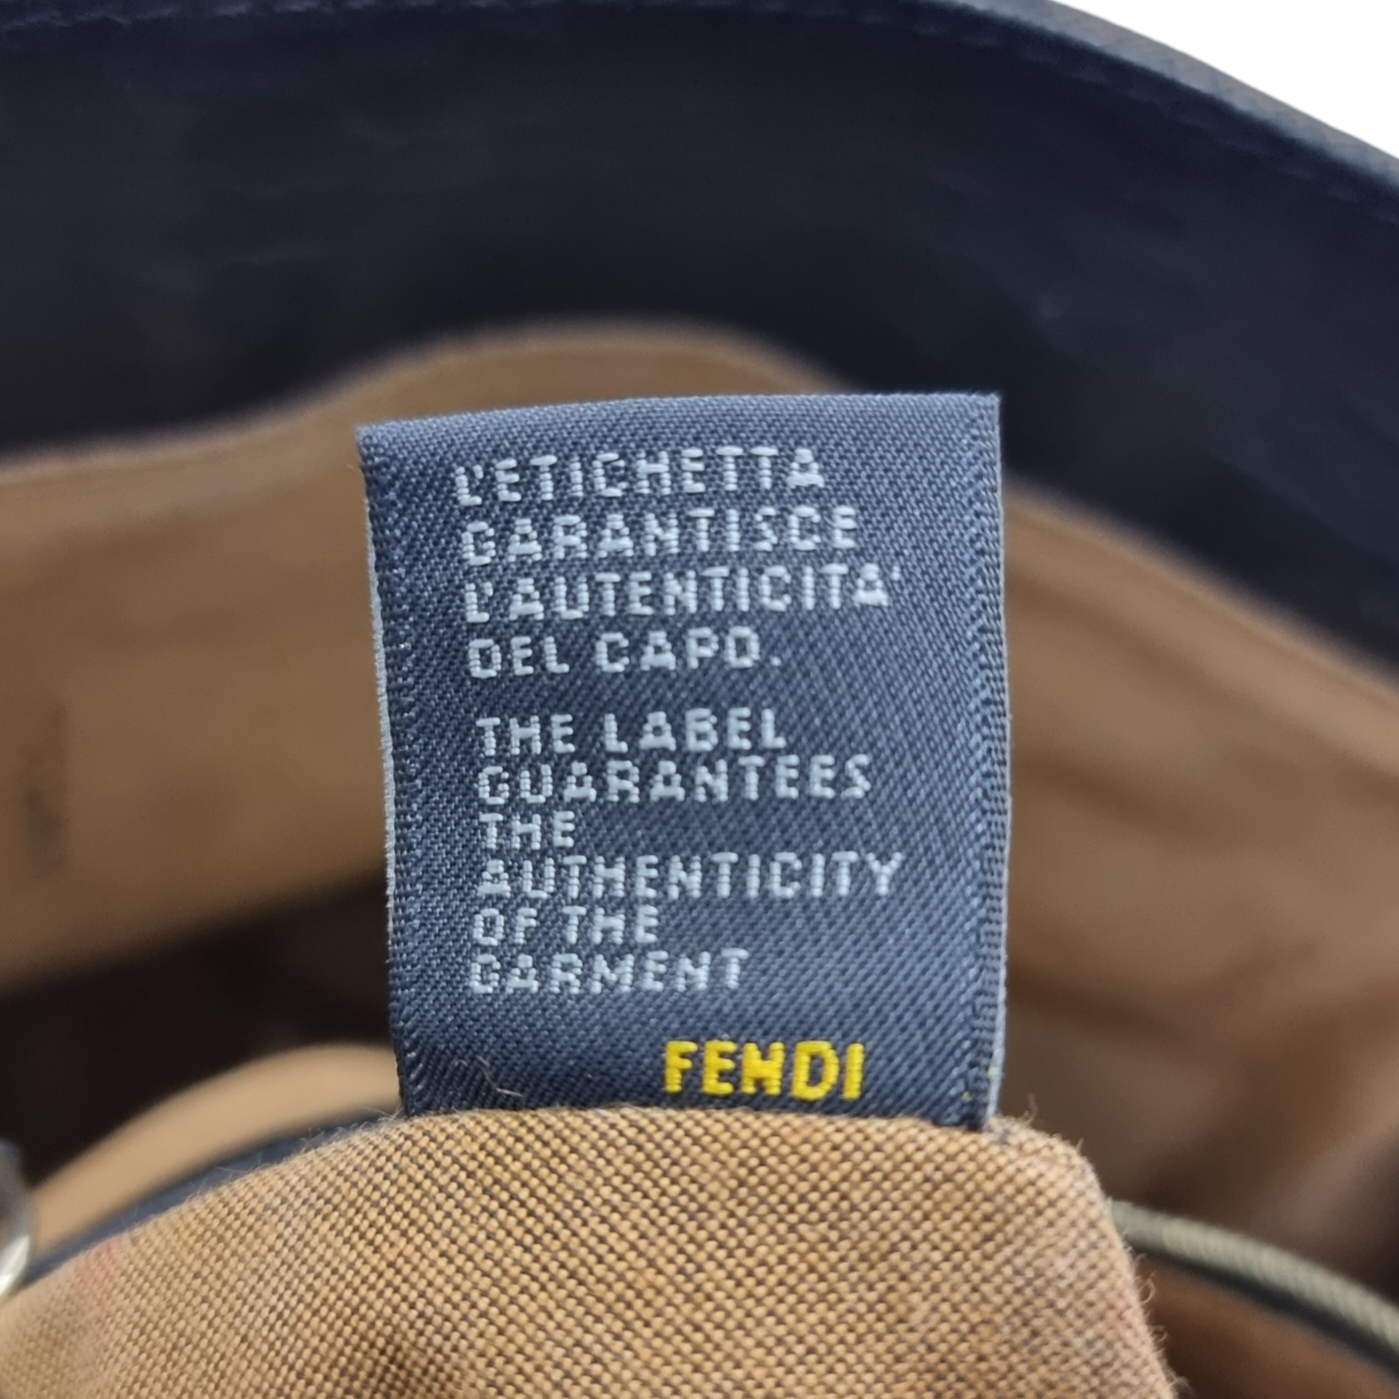 L'ETICHETTA
GARANTISCE
L'AUTENTICITA'
DEL CAPO.
THE LABEL
GUARANTEES
THE
AUTHENTICITY
OF THE
GARMENT
FENDI